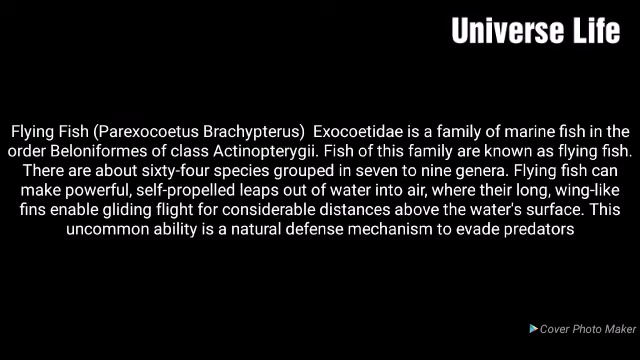 Universe Life
Flying Fish (Parexocoetus Brachypterus)  Exocoetidae is a family of marine fish in the
order Beloniformes of class Actinopterygii. Fish of this family are known as flying fish.
There are about sixty-four species grouped in seven to nine genera. Flying fish can
make powerful, self-propelled leaps out of water into air, where their long, wing-like
fins enable gliding flight for considerable distances above the water's surface. This
uncommon ability is a natural defense mechanism to evade predators
Cover Photo Maker